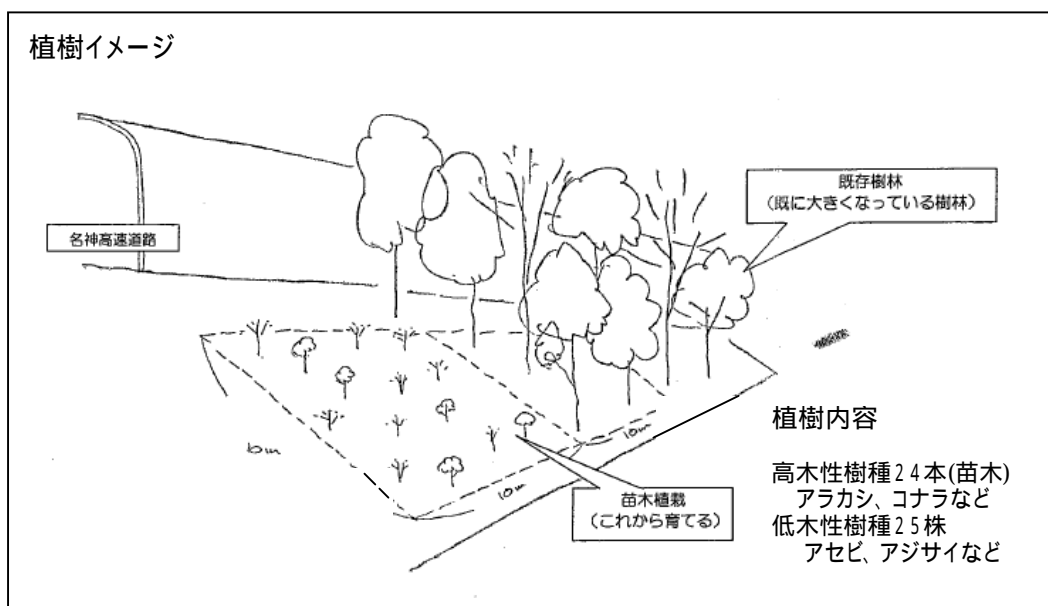 植樹イメージ
既存樹林
（既に大きくなっている樹林）
名神高速道路
10m
10m
10m
苗木植栽
（これから育てる）
植樹内容
高木性樹種24本(苗木)
アラカシ、コナラなど
低木性樹種25株
アセビ、アジサイなど